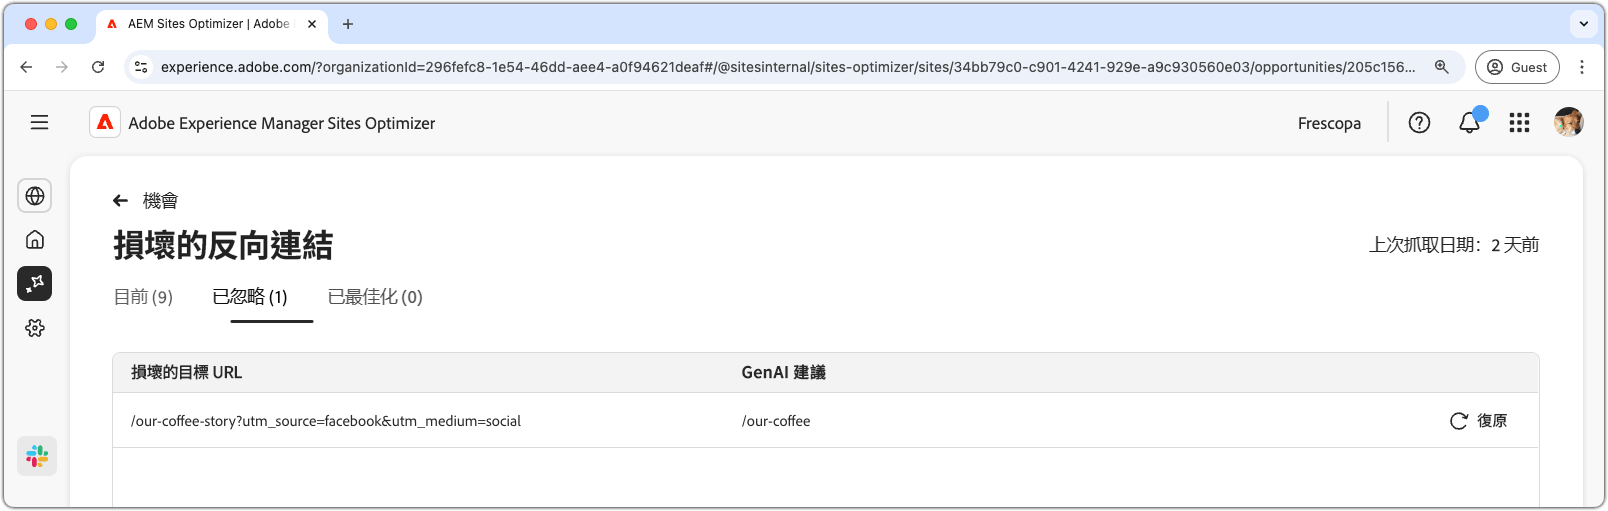 AEM Sites Optimizer | Adobe
experience.adobe.com/?organizationId=296fefc8-1e54-46dd-aee4-a0f94621deaf#/@sitesinternal/sites-optimizer/sites/34bb79c0-c901-4241-929e-a9c930560e03/opportunities/205c156...
Guest
Adobe Experience Manager Sites Optimizer
Frescopa
機會
損壞的反向連結
上次抓取日期：2 天前
目前 (9) 已忽略 (1) 已最佳化 (0)
損壞的目標 URL GenAI 建議
/our-coffee-story?utm_source=facebook&utm_medium=social /our-coffee 復原